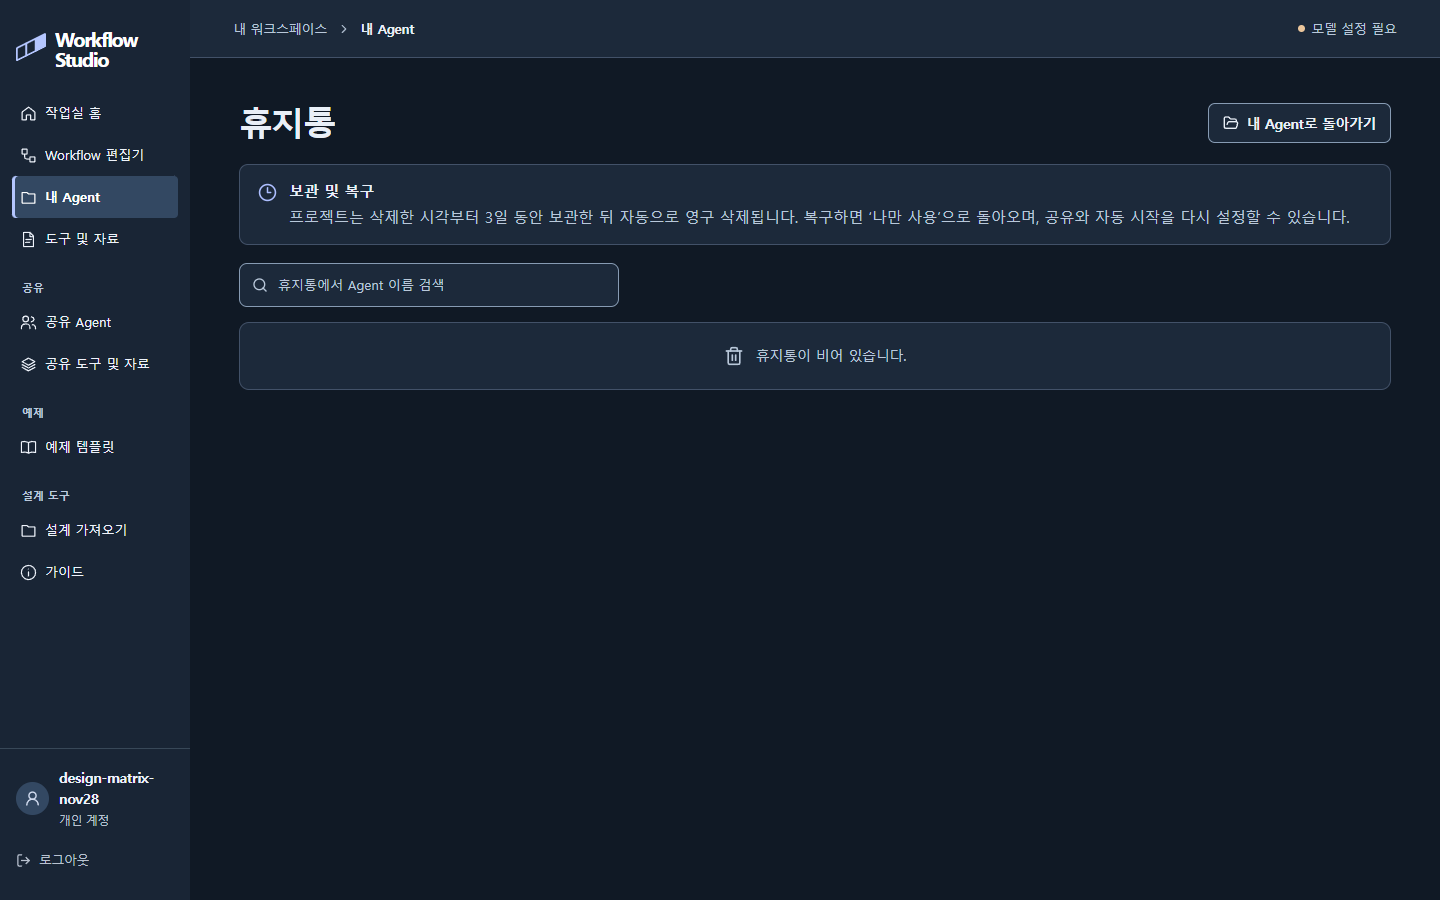 Workflow
Studio
작업실 홈
Workflow 편집기
내 Agent
도구 및 자료
공유
공유 Agent
공유 도구 및 자료
예제
예제 템플릿
설계 도구
설계 가져오기
가이드
design-matrix-
nov28
개인 계정
로그아웃
내 워크스페이스 > 내 Agent
모델 설정 필요
휴지통
내 Agent로 돌아가기
보관 및 복구
프로젝트는 삭제한 시각부터 3일 동안 보관한 뒤 자동으로 영구 삭제됩니다. 복구하면 ‘나만 사용’으로 돌아오며, 공유와 자동 시작을 다시 설정할 수 있습니다.
휴지통에서 Agent 이름 검색
휴지통이 비어 있습니다.